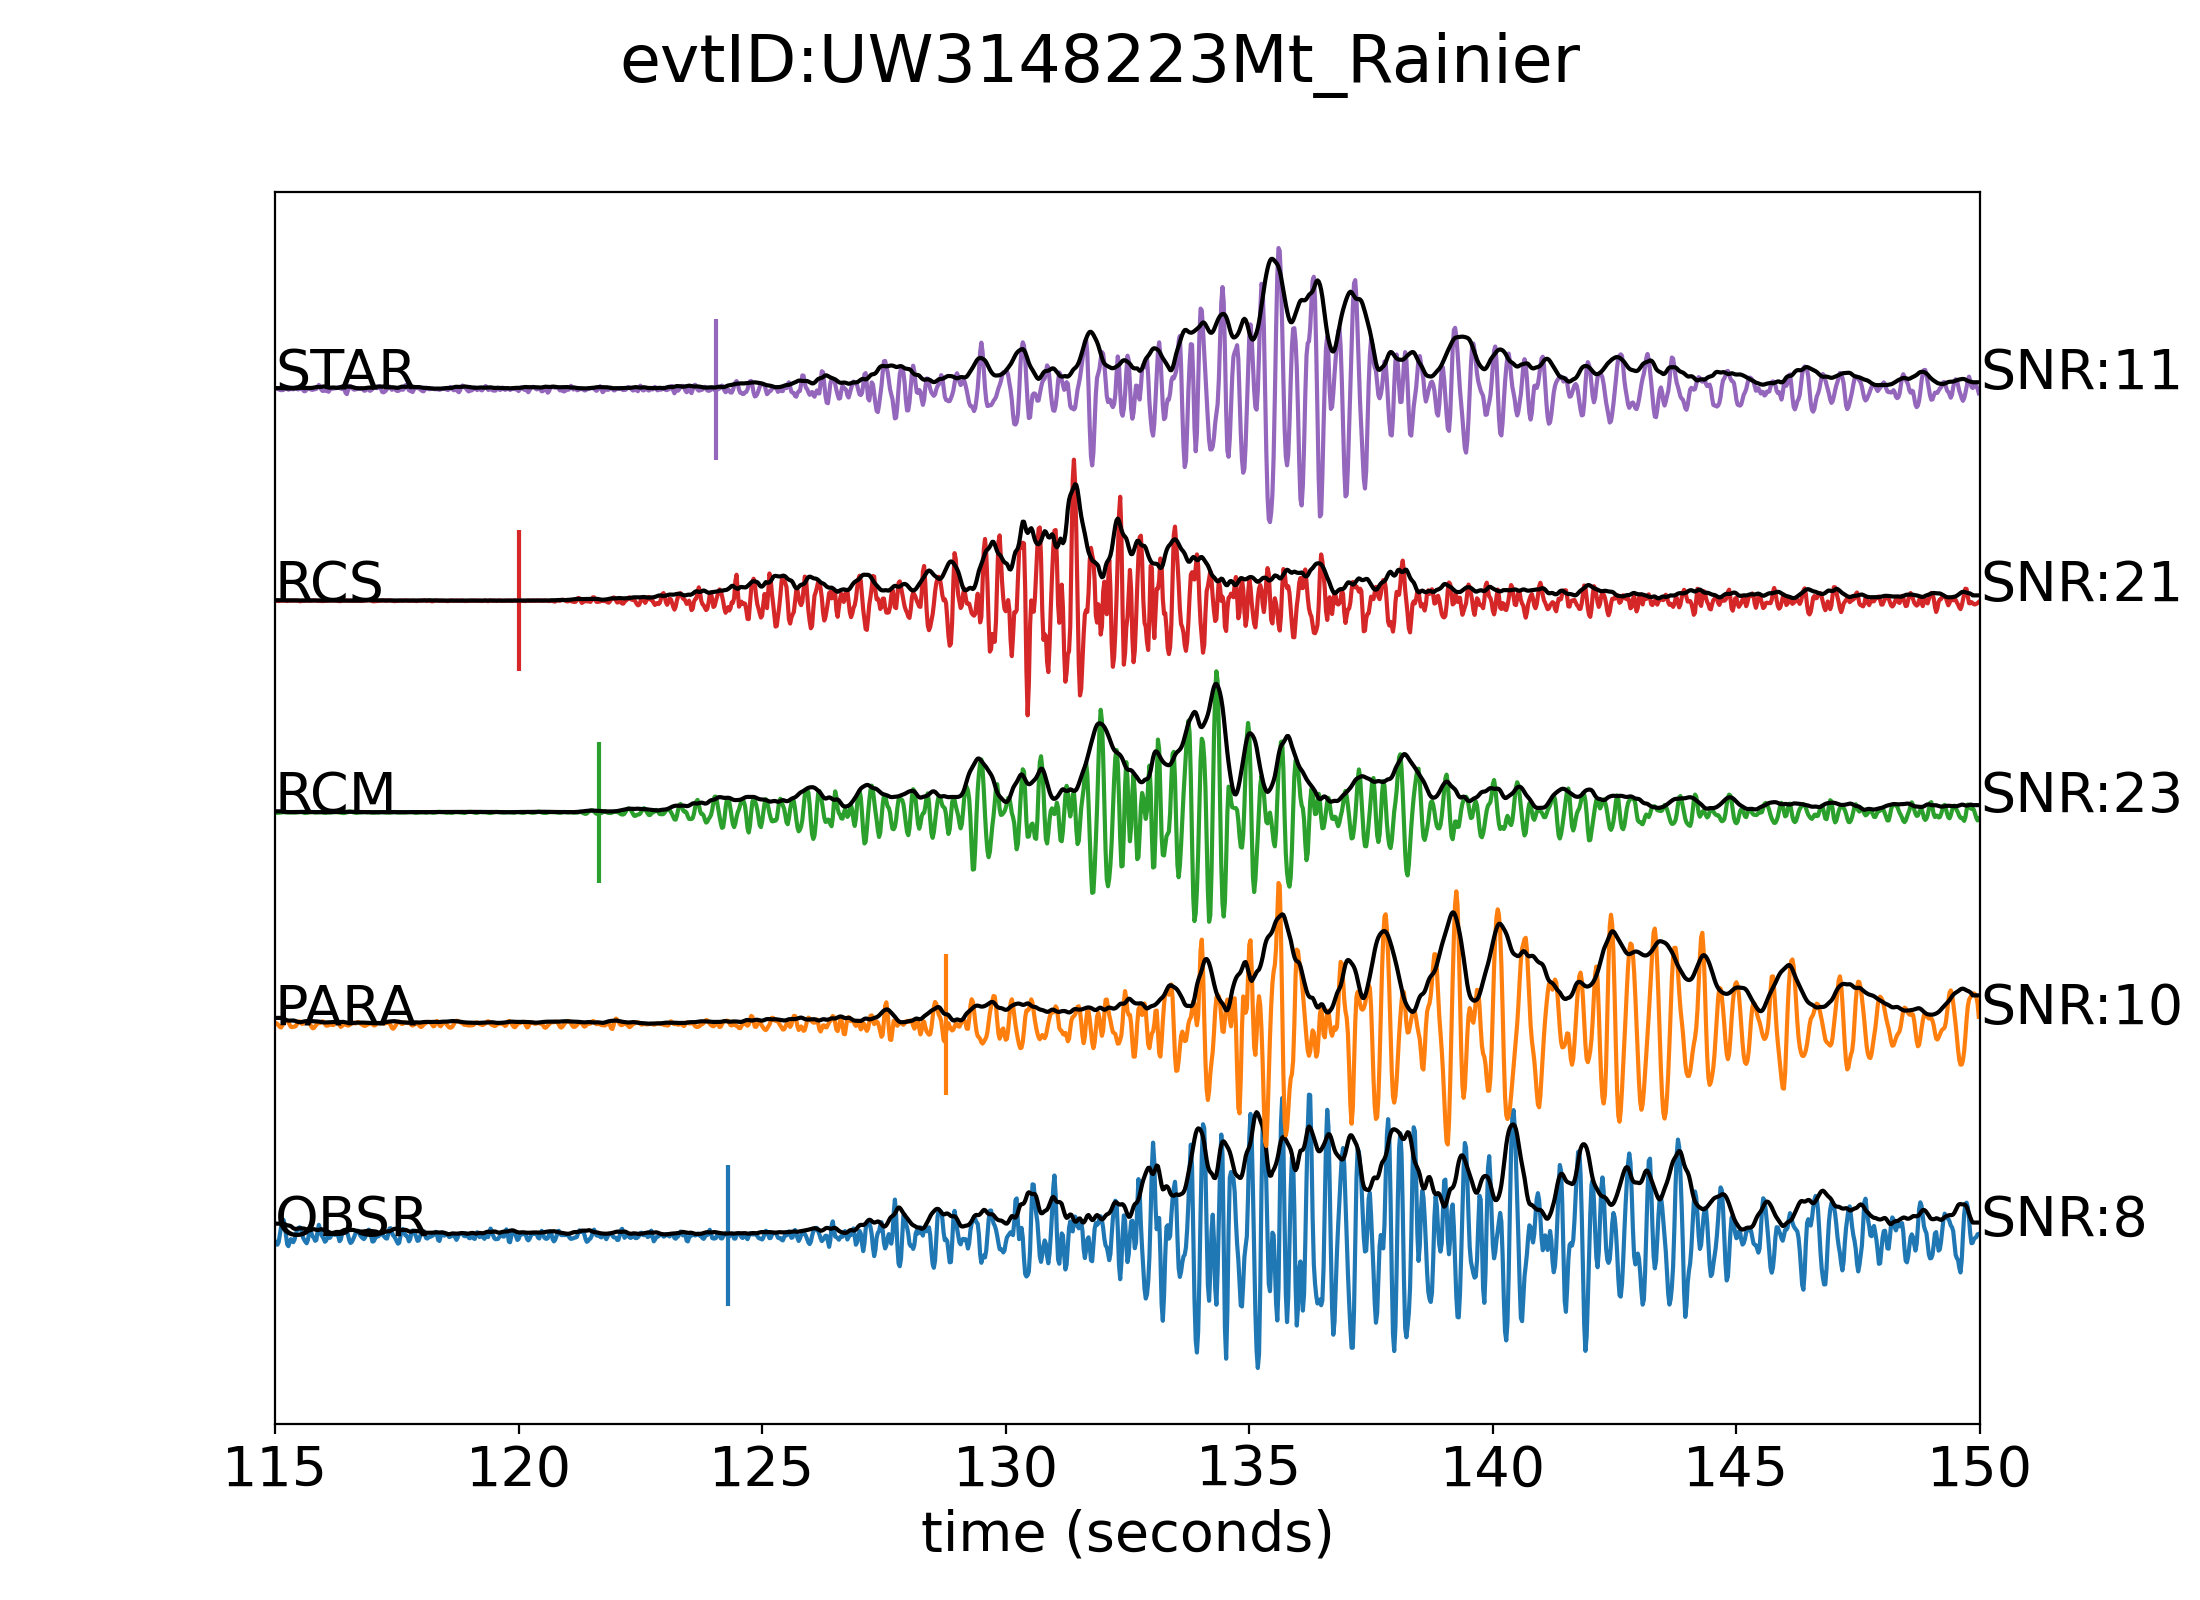 evtID:UW3148223Mt_Rainier
STAR SNR:11
RCS SNR:21
RCM SNR:23
PARA SNR:10
OBSR SNR:8
115 120 125 130 135 140 145 150
time (seconds)